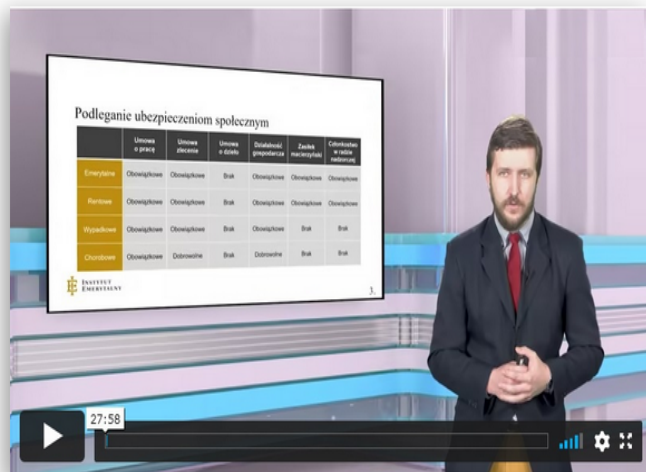 Podleganie ubezpieczeniom społecznym
Umowa o pracę Umowa zlecenie Umowa o dzieło Działalność gospodarcza Zasiłek macierzyński Członkostwo w radzie nadzorczej
Emerytalne Obowiązkowe Obowiązkowe Brak Obowiązkowe Obowiązkowe Obowiązkowe
Rentowe Obowiązkowe Obowiązkowe Brak Obowiązkowe Obowiązkowe Obowiązkowe
Wypadkowe Obowiązkowe Obowiązkowe Brak Obowiązkowe Brak Brak
Chorobowe Obowiązkowe Dobrowolne Brak Dobrowolne Brak Brak
INSTYTUT
EMERYTALNY
3.
27:58